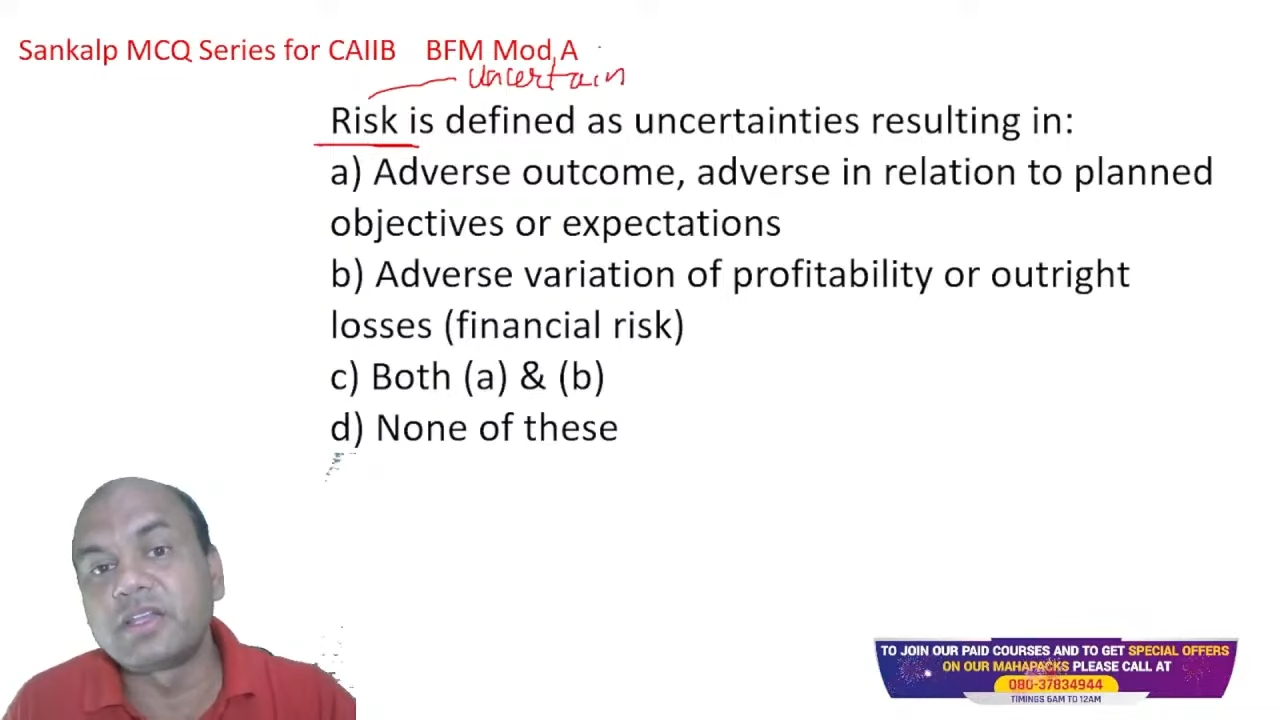 Sankalp MCQ Series for CAIIB BFM Mod A
uncertain
Risk is defined as uncertainties resulting in:
a) Adverse outcome, adverse in relation to planned
objectives or expectations
b) Adverse variation of profitability or outright
losses (financial risk)
c) Both (a) & (b)
d) None of these
TO JOIN OUR PAID COURSES AND TO GET SPECIAL OFFERS
ON OUR MAHAPACKS PLEASE CALL AT
080-37834944
TIMINGS 6AM TO 12AM